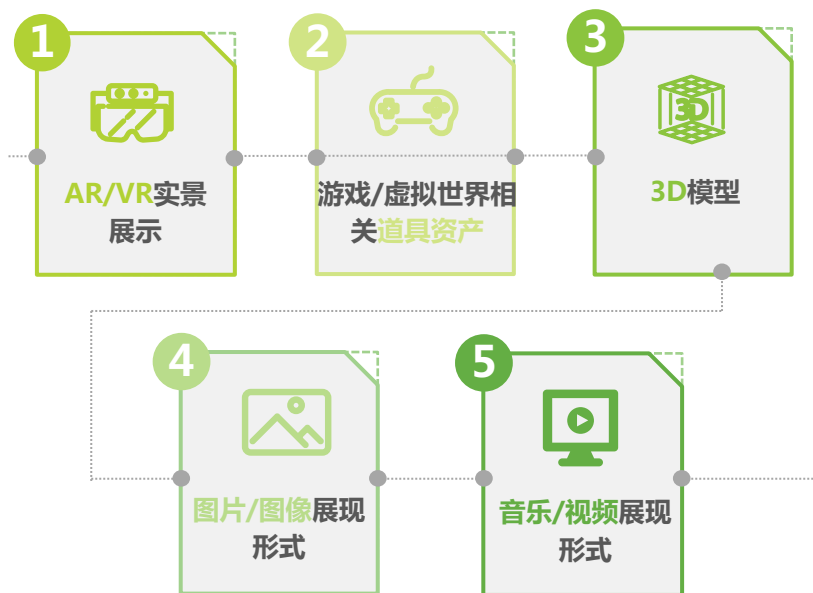 1
AR/VR实景
展示
2
游戏/虚拟世界相
关道具资产
3
3D
3D模型
4
图片/图像展现
形式
5
音乐/视频展现
形式